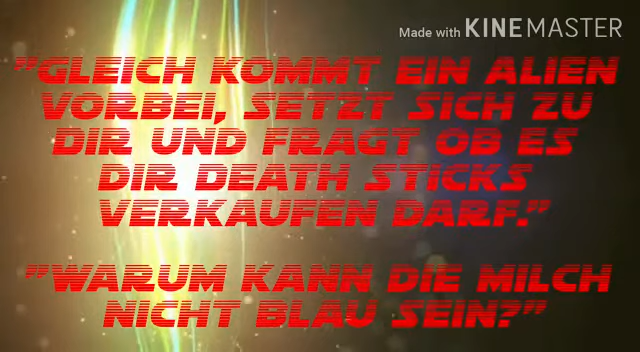 Made with KINEMASTER
"GLEICH KOMMT EIN ALIEN
VORBEI, SETZT SICH ZU
DIR UND FRAGT OB ES
DIR DEATH STICKS
VERKAUFEN DARF."
"WARUM KANN DIE MILCH
NICHT BLAU SEIN?"